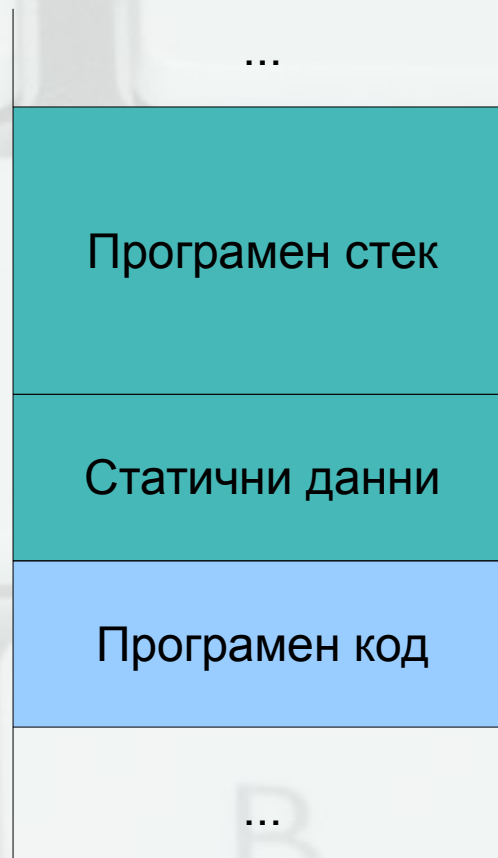 ...
Програмен стек
Статични данни
Програмен код
...
B